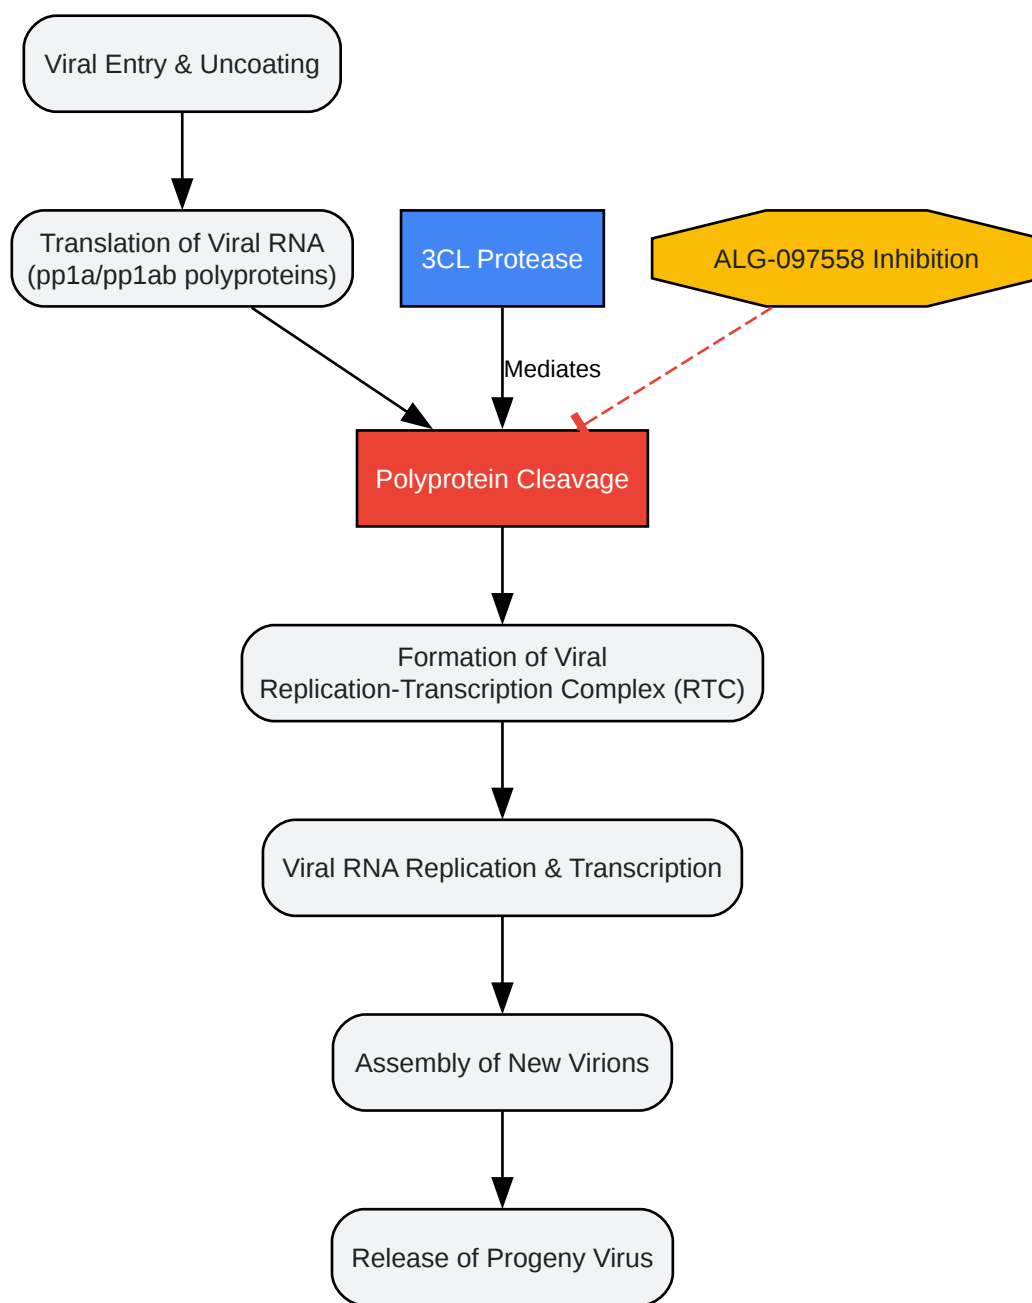 Viral Entry & Uncoating
Translation of Viral RNA
(pp1a/pp1ab polyproteins)
3CL Protease
ALG-097558 Inhibition
Mediates
Polyprotein Cleavage
Formation of Viral
Replication-Transcription Complex (RTC)
Viral RNA Replication & Transcription
Assembly of New Virions
Release of Progeny Virus